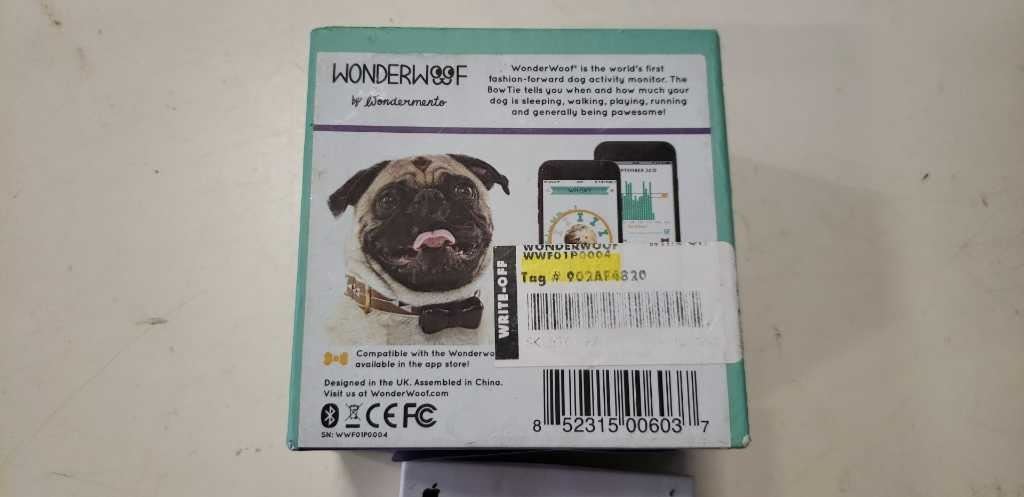 WONDERWOOF
by Wondermento
WonderWoof® is the world's first
fashion-forward dog activity monitor. The
BowTie tells you when and how much your
dog is sleeping, walking, playing, running
and generally being pawesome!
WRITE-OFF
WONDERWOOF
WWF01P0004
Tag # 902AF4820
Compatible with the Wonderwo
available in the app store!
Designed in the UK. Assembled in China.
Visit us at WonderWoof.com
CE FC
SN: WWF01P0004
8 52315 00603 7